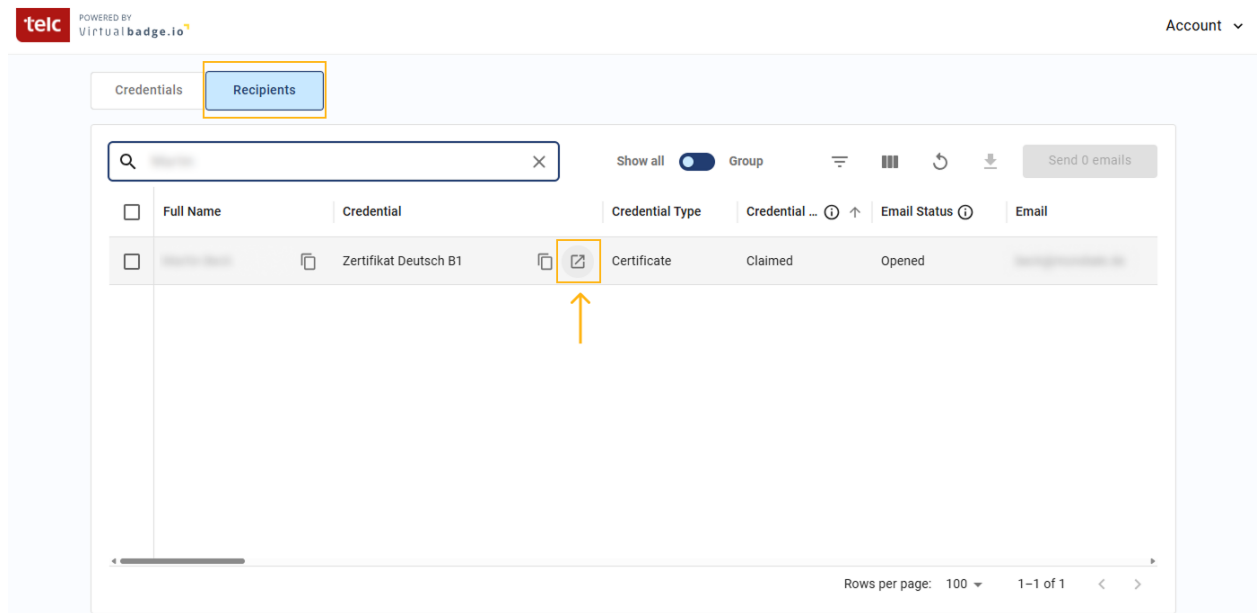 telc
POWERED BY
Virtualbadge.io
Account
Credentials
Recipients
Show all
Group
Send 0 emails
Full Name
Credential
Credential Type
Credential ...
Email Status
Email
Zertifikat Deutsch B1
Certificate
Claimed
Opened
Rows per page: 100
1–1 of 1